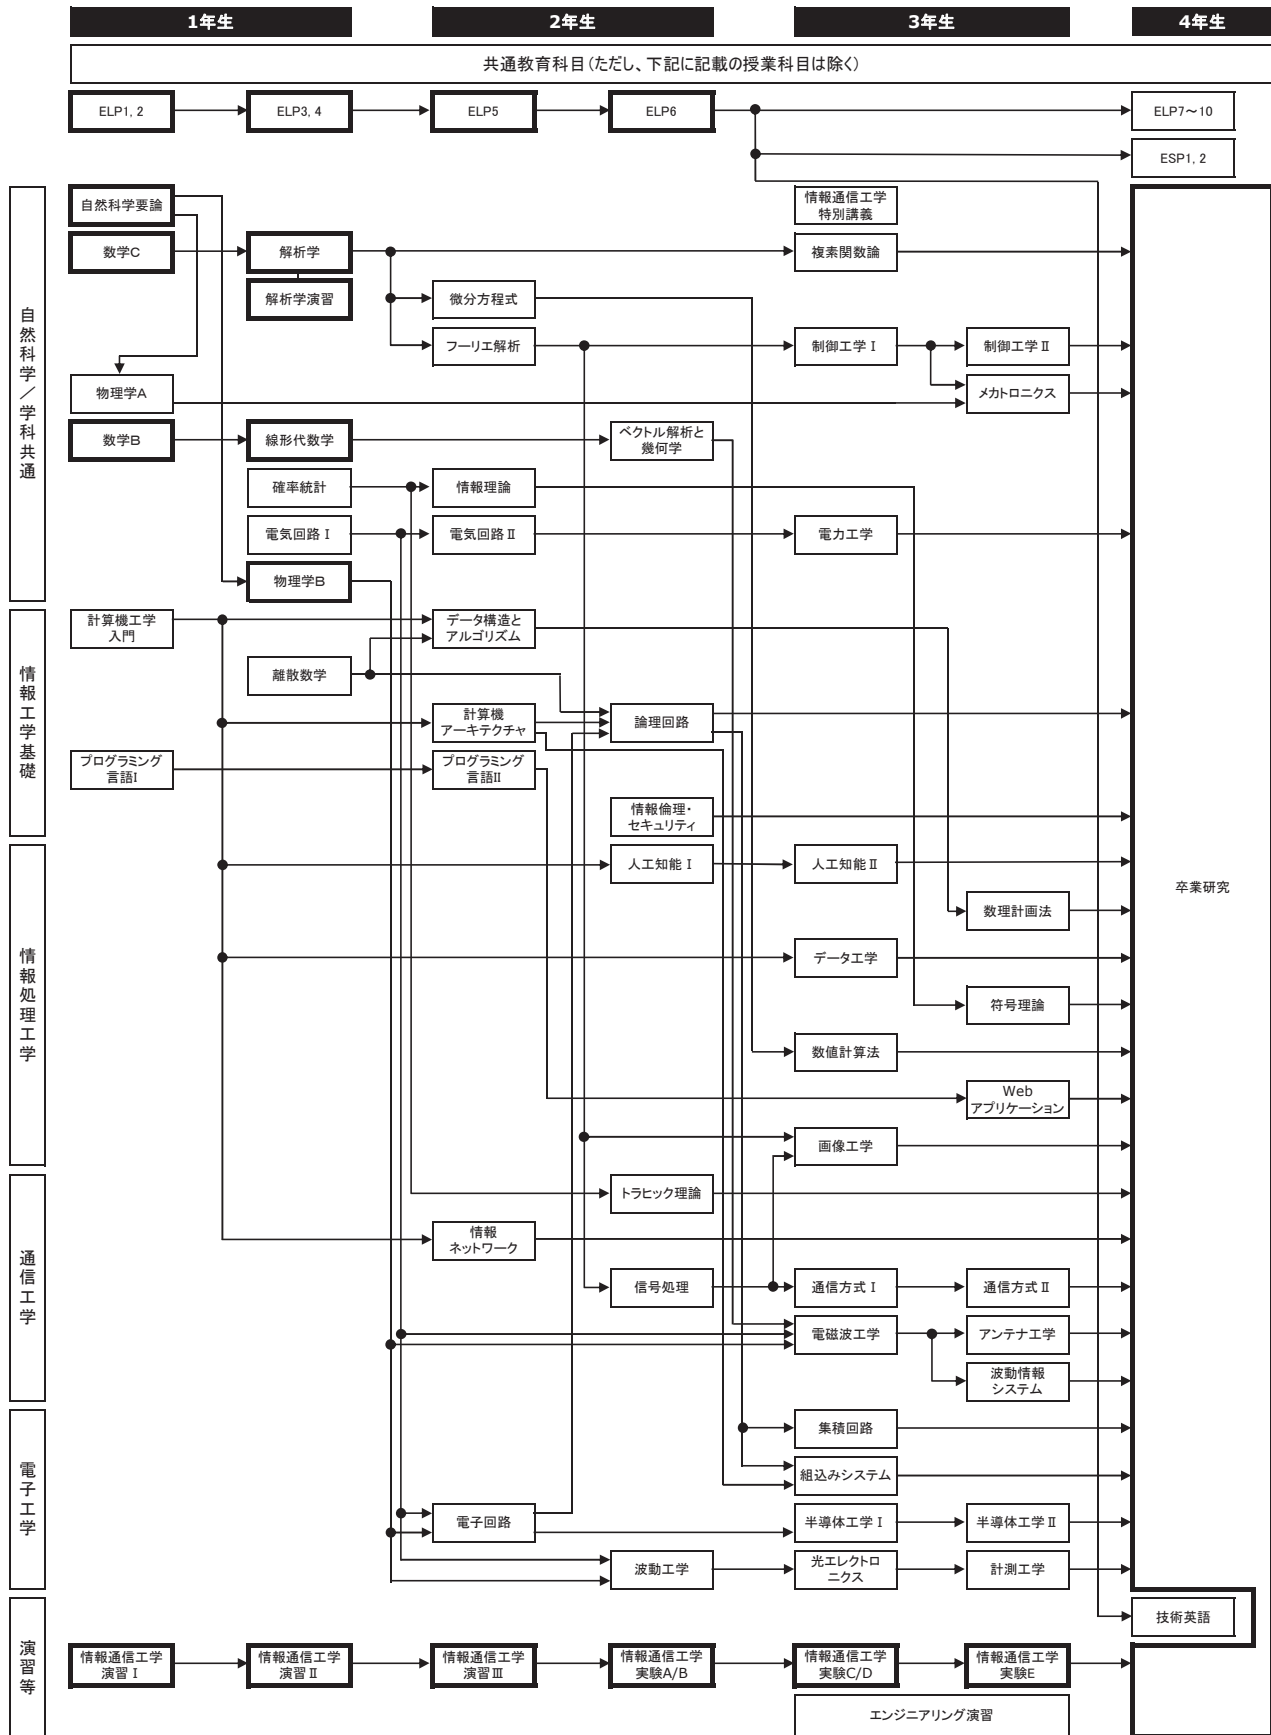 1年生
2年生
3年生
4年生
共通教育科目(ただし、下記に記載の授業科目は除く)
ELP1, 2
ELP3, 4
ELP5
ELP6
ELP7～10
ESP1, 2
自然科学／学科共通
自然科学要論
情報通信工学
特別講義
数学C
解析学
複素関数論
解析学演習
微分方程式
フーリエ解析
制御工学Ⅰ
制御工学Ⅱ
物理学A
メカトロニクス
数学B
線形代数学
ベクトル解析と
幾何学
確率統計
情報理論
電気回路Ⅰ
電気回路Ⅱ
電力工学
物理学B
情報工学基礎
計算機工学
入門
データ構造と
アルゴリズム
離散数学
計算機
アーキテクチャ
論理回路
プログラミング
言語I
プログラミング
言語II
情報倫理・
セキュリティ
情報処理工学
人工知能Ⅰ
人工知能Ⅱ
卒業研究
数理計画法
データ工学
符号理論
数値計算法
Web
アプリケーション
画像工学
通信工学
トラヒック理論
情報
ネットワーク
信号処理
通信方式Ⅰ
通信方式Ⅱ
電磁波工学
アンテナ工学
波動情報
システム
電子工学
集積回路
組込みシステム
電子回路
半導体工学Ⅰ
半導体工学Ⅱ
波動工学
光エレクトロ
ニクス
計測工学
演習等
技術英語
情報通信工学
演習Ⅰ
情報通信工学
演習Ⅱ
情報通信工学
演習Ⅲ
情報通信工学
実験A/B
情報通信工学
実験C/D
情報通信工学
実験E
エンジニアリング演習